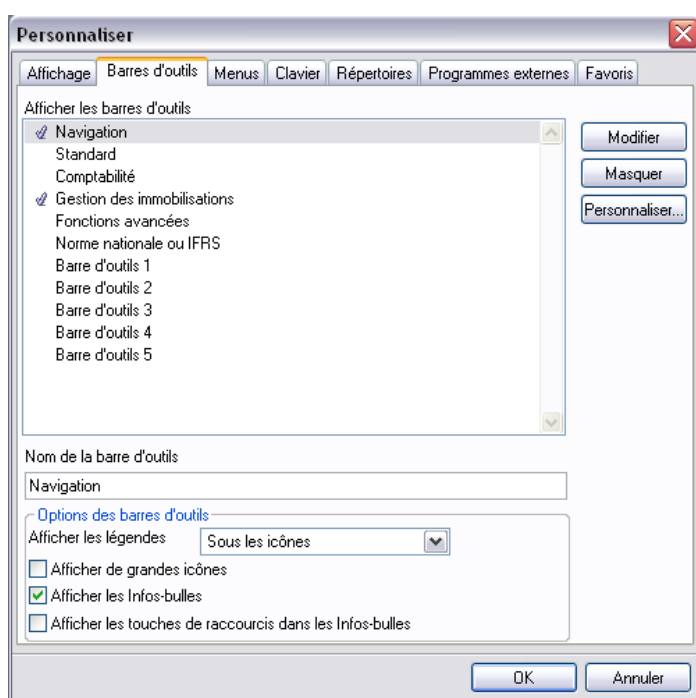 Personnaliser
Affichage Barres d'outils Menus Clavier Répertoires Programmes externes Favoris
Afficher les barres d'outils
Navigation
Standard
Comptabilité
Gestion des immobilisations
Fonctions avancées
Norme nationale ou IFRS
Barre d'outils 1
Barre d'outils 2
Barre d'outils 3
Barre d'outils 4
Barre d'outils 5
Modifier
Masquer
Personnaliser...
Nom de la barre d'outils
Navigation
Options des barres d'outils
Afficher les légendes Sous les icônes
Afficher de grandes icônes
Afficher les Infos-bulles
Afficher les touches de raccourcis dans les Infos-bulles
OK Annuler